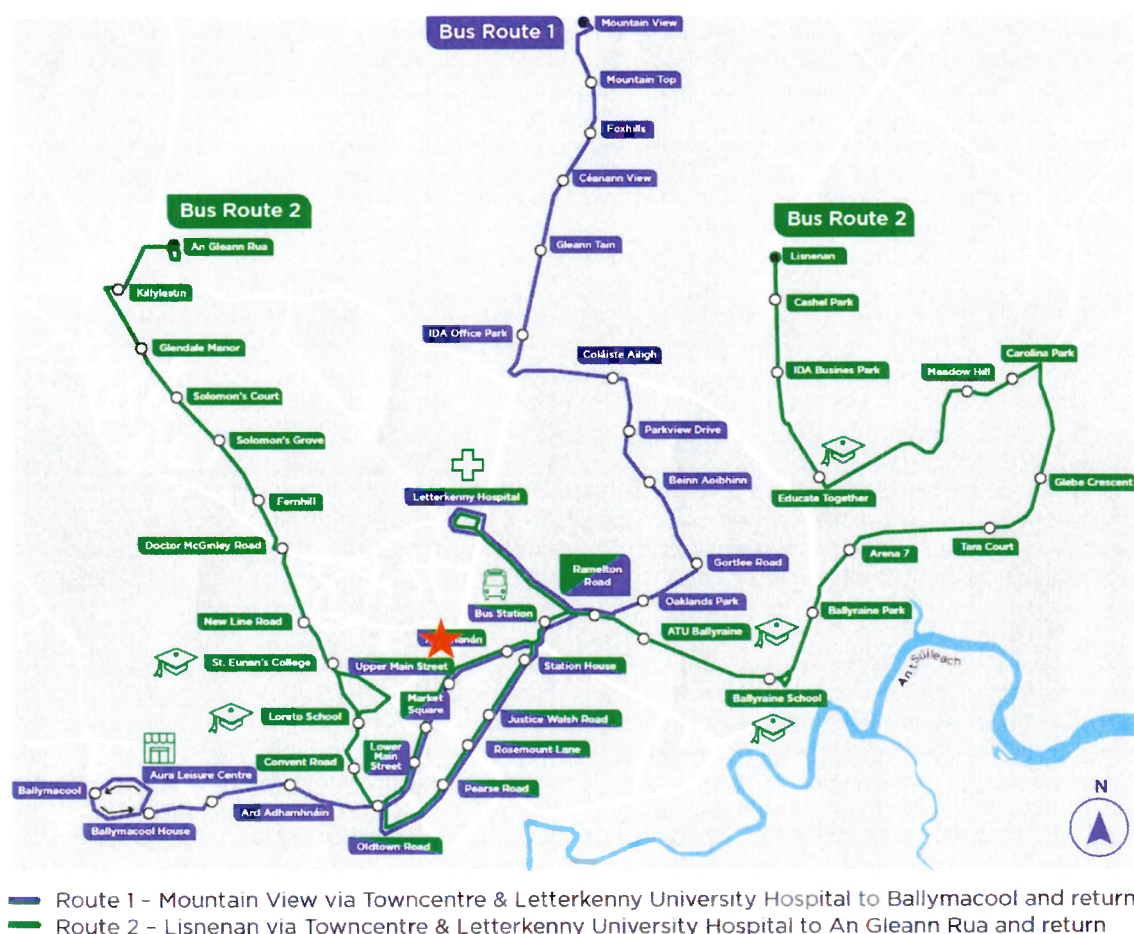 Bus Route 1
Mountain View
Mountain Top
Foxhills
Céanann View
Gleann Tain
IDA Office Park
Coláiste Ailigh
Parkview Drive
Beinn Aoibhinn
Gortlee Road
Oaklands Park
Ramelton
Road
Bus Route 2
An Gleann Rua
Killylastin
Glendale Manor
Solomon's Court
Solomon's Grove
Fernhill
Doctor McGinley Road
New Line Road
St. Eunan's College
Loreto School
Convent Road
Bus Route 2
Lisnenan
Cashel Park
IDA Busines Park
Educate Together
Meadow Hill
Carolina Park
Glebe Crescent
Tara Court
Arena 7
Ballyraine Park
ATU Ballyraine
Ballyraine School
An tSúileach
Letterkenny Hospital
Bus Station
Station House
Upper Main Street
Market
Square
Lower
Main
Street
Justice Walsh Road
Rosemount Lane
Pearse Road
Oldtown Road
Aura Leisure Centre
Ballymacool
Ballymacool House
Ard Adhamhnáin
N
Route 1 - Mountain View via Towncentre & Letterkenny University Hospital to Ballymacool and return
Route 2 - Lisnenan via Towncentre & Letterkenny University Hospital to An Gleann Rua and return